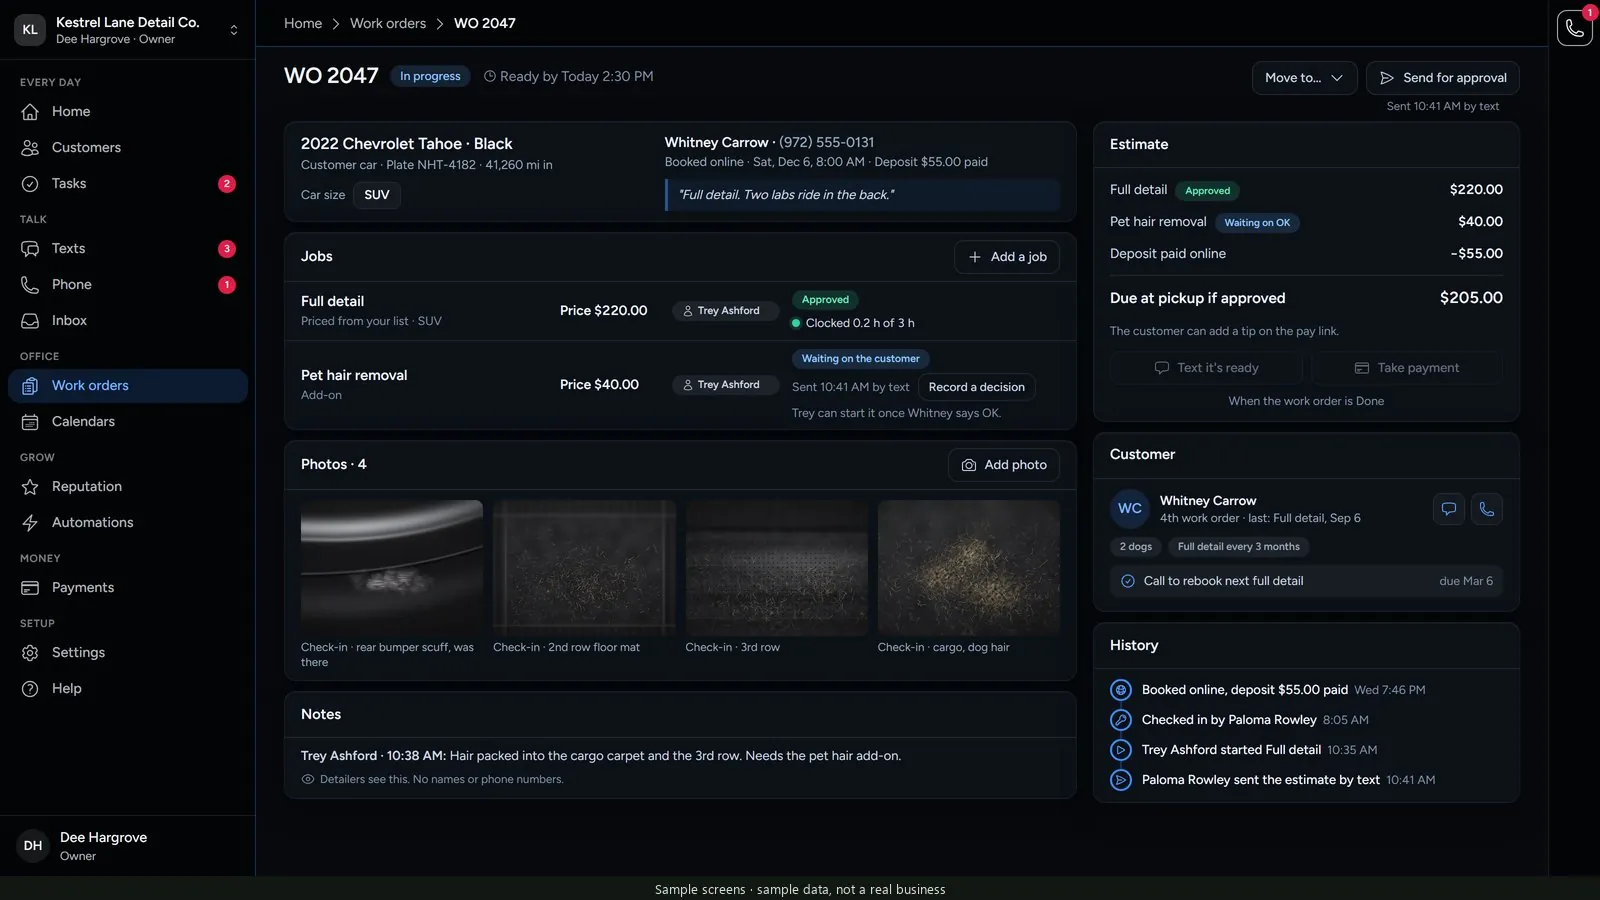 KL
Kestrel Lane Detail Co.
Dee Hargrove · Owner
EVERY DAY
Home
Customers
Tasks
2
TALK
Texts
3
Phone
1
Inbox
OFFICE
Work orders
Calendars
GROW
Reputation
Automations
MONEY
Payments
SETUP
Settings
Help
DH
Dee Hargrove
Owner
Home > Work orders > WO 2047
1
WO 2047
In progress
Ready by Today 2:30 PM
Move to...
Send for approval
Sent 10:41 AM by text
2022 Chevrolet Tahoe · Black
Customer car · Plate NHT-4182 · 41,260 mi in
Car size SUV
Whitney Carrow · (972) 555-0131
Booked online · Sat, Dec 6, 8:00 AM · Deposit $55.00 paid
"Full detail. Two labs ride in the back."
Jobs
Add a job
Full detail
Priced from your list · SUV
Price $220.00
Trey Ashford
Approved
Clocked 0.2 h of 3 h
Pet hair removal
Add-on
Price $40.00
Trey Ashford
Waiting on the customer
Sent 10:41 AM by text
Record a decision
Trey can start it once Whitney says OK.
Photos · 4
Add photo
Check-in · rear bumper scuff, was
there
Check-in · 2nd row floor mat
Check-in · 3rd row
Check-in · cargo, dog hair
Notes
Trey Ashford · 10:38 AM: Hair packed into the cargo carpet and the 3rd row. Needs the pet hair add-on.
Detailers see this. No names or phone numbers.
Estimate
Full detail Approved $220.00
Pet hair removal Waiting on OK $40.00
Deposit paid online -$55.00
Due at pickup if approved $205.00
The customer can add a tip on the pay link.
Text it's ready
Take payment
When the work order is Done
Customer
WC
Whitney Carrow
4th work order · last: Full detail, Sep 6
2 dogs
Full detail every 3 months
Call to rebook next full detail due Mar 6
History
Booked online, deposit $55.00 paid Wed 7:46 PM
Checked in by Paloma Rowley 8:05 AM
Trey Ashford started Full detail 10:35 AM
Paloma Rowley sent the estimate by text 10:41 AM
Sample screens · sample data, not a real business